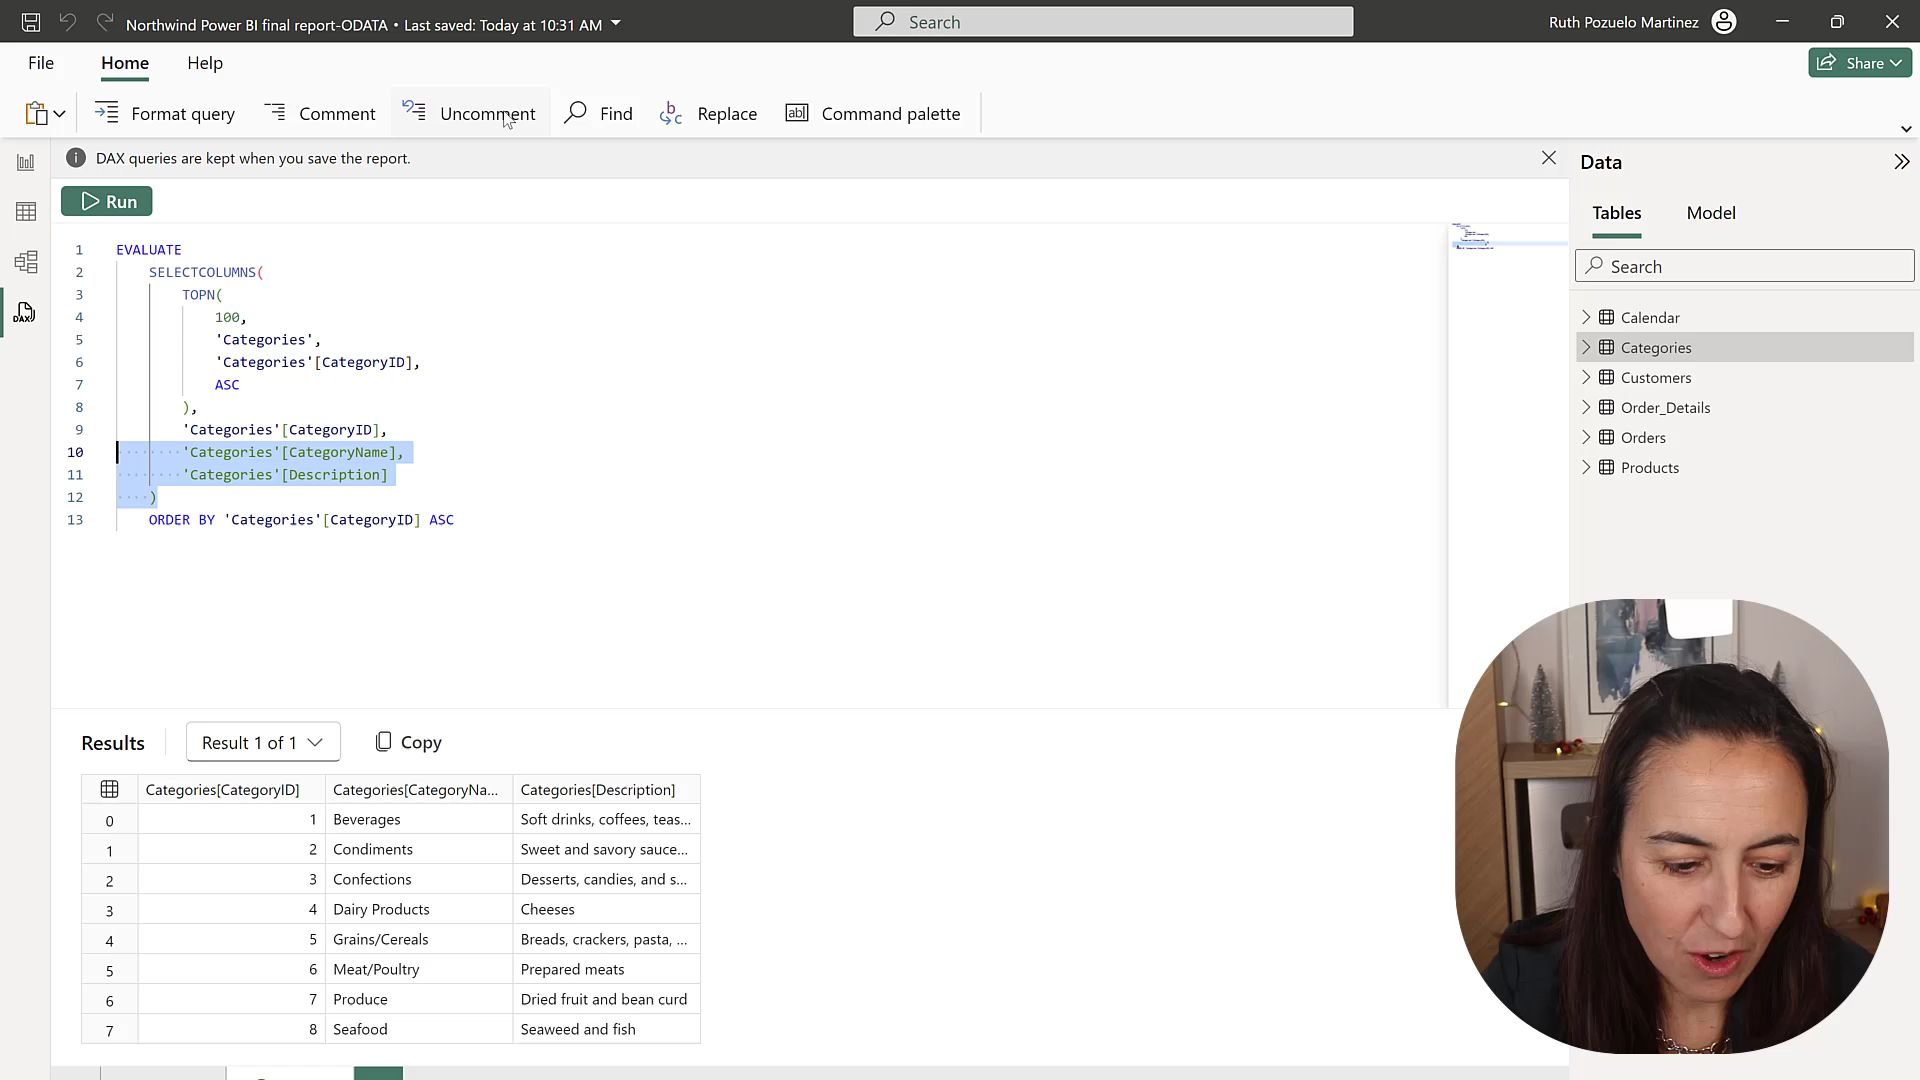 Northwind Power BI final report-ODATA • Last saved: Today at 10:31 AM
Search
Ruth Pozuelo Martinez
File
Home
Help
Share
Format query
Comment
Uncomment
Find
Replace
Command palette
DAX queries are kept when you save the report.
Run
DAX
1 EVALUATE
2 SELECTCOLUMNS(
3 TOPN(
4 100,
5 'Categories',
6 'Categories'[CategoryID],
7 ASC
8 ),
9 'Categories'[CategoryID],
10 'Categories'[CategoryName],
11 'Categories'[Description]
12 )
13 ORDER BY 'Categories'[CategoryID] ASC
Data
Tables
Model
Search
Calendar
Categories
Customers
Order_Details
Orders
Products
Results
Result 1 of 1
Copy
Categories[CategoryID] Categories[CategoryNa... Categories[Description]
0 1 Beverages Soft drinks, coffees, teas...
1 2 Condiments Sweet and savory sauce...
2 3 Confections Desserts, candies, and s...
3 4 Dairy Products Cheeses
4 5 Grains/Cereals Breads, crackers, pasta, ...
5 6 Meat/Poultry Prepared meats
6 7 Produce Dried fruit and bean curd
7 8 Seafood Seaweed and fish